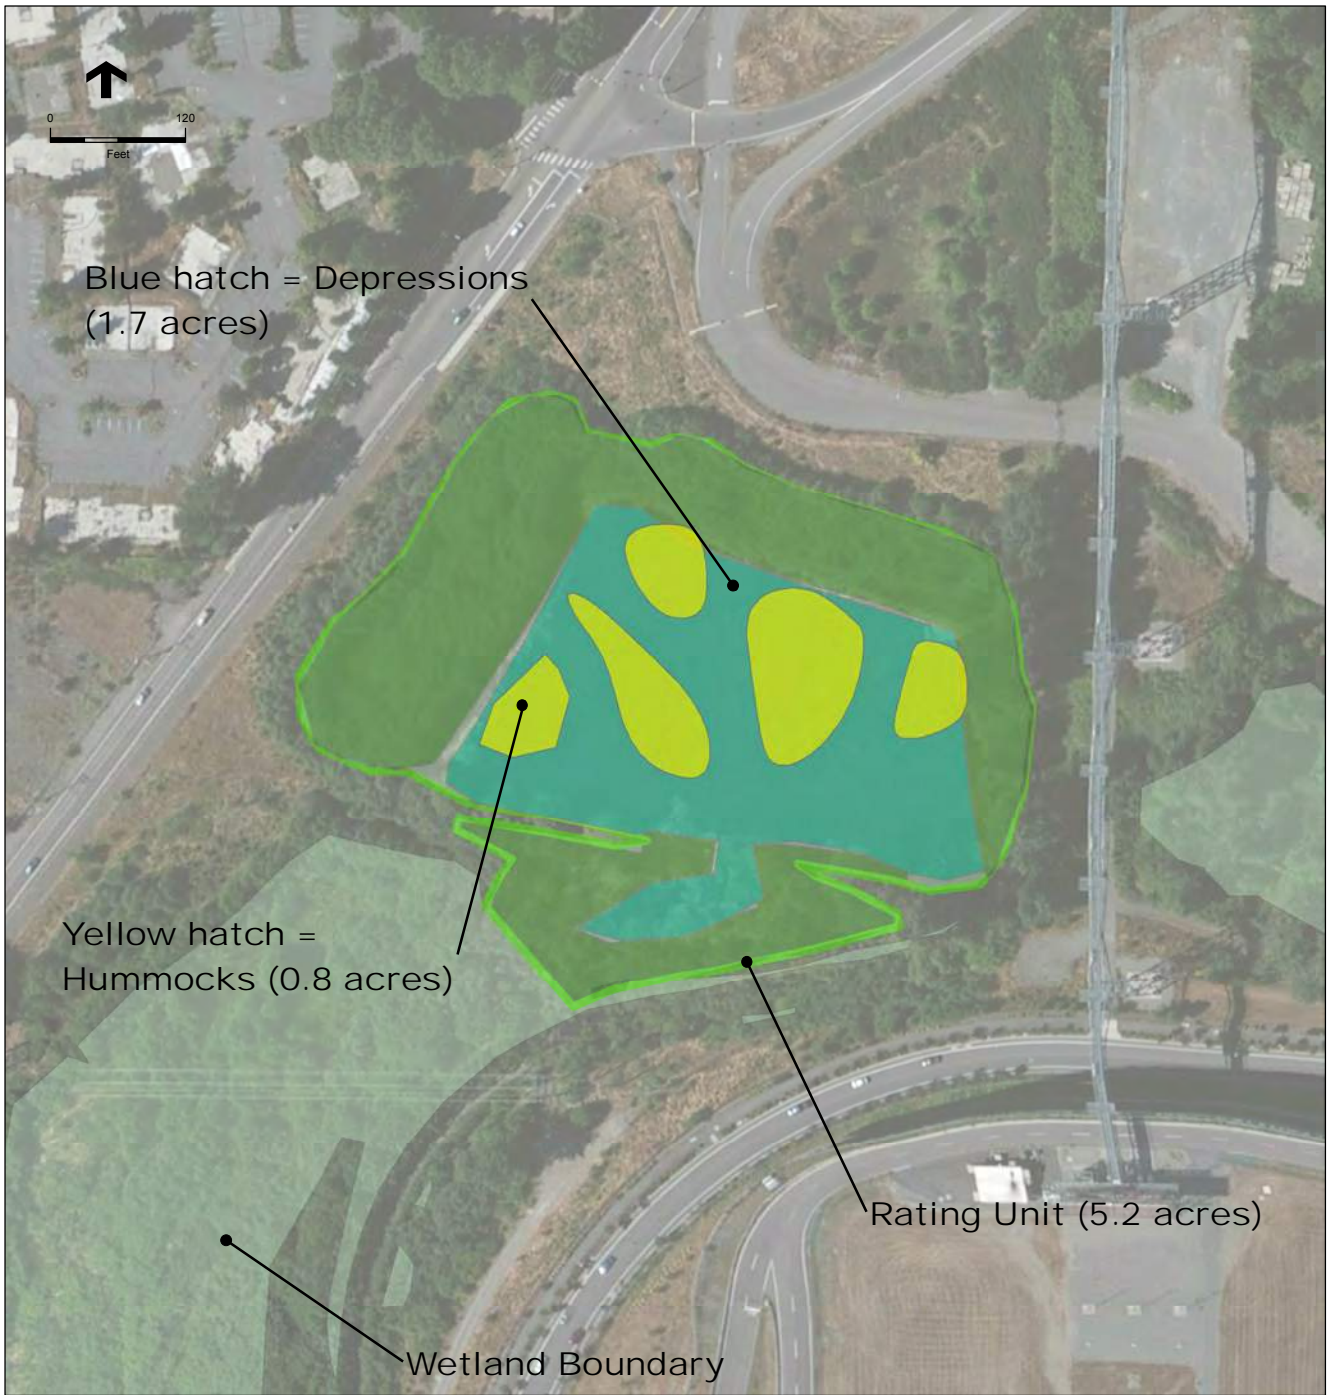 0 120
Feet
Blue hatch = Depressions
(1.7 acres)
Yellow hatch =
Hummocks (0.8 acres)
Rating Unit (5.2 acres)
Wetland Boundary